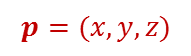 p = (x, y, z)